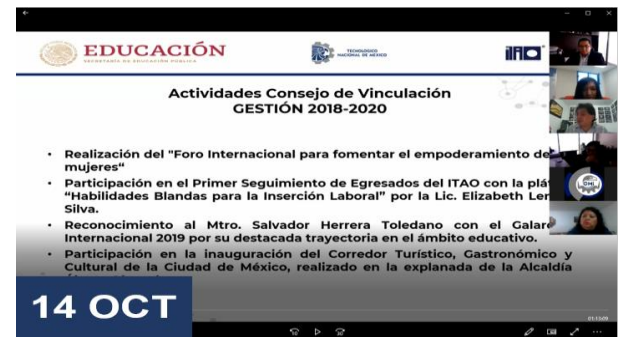 EDUCACIÓN
SECRETARÍA DE EDUCACIÓN PÚBLICA
TECNOLÓGICO
NACIONAL DE MÉXICO
Actividades Consejo de Vinculación
GESTIÓN 2018-2020
• Realización del "Foro Internacional para fomentar el empoderamiento de
mujeres“
• Participación en el Primer Seguimiento de Egresados del ITAO con la
“Habilidades Blandas para la Inserción Laboral” por la Lic. Elizabeth
Silva.
• Reconocimiento al Mtro. Salvador Herrera Toledano con el
Internacional 2019 por su destacada trayectoria en el ámbito educativo.
• Participación en la inauguración del Corredor Turístico, Gastronómico y
Cultural de la Ciudad de México, realizado en la explanada de la Alcaldía
14 OCT